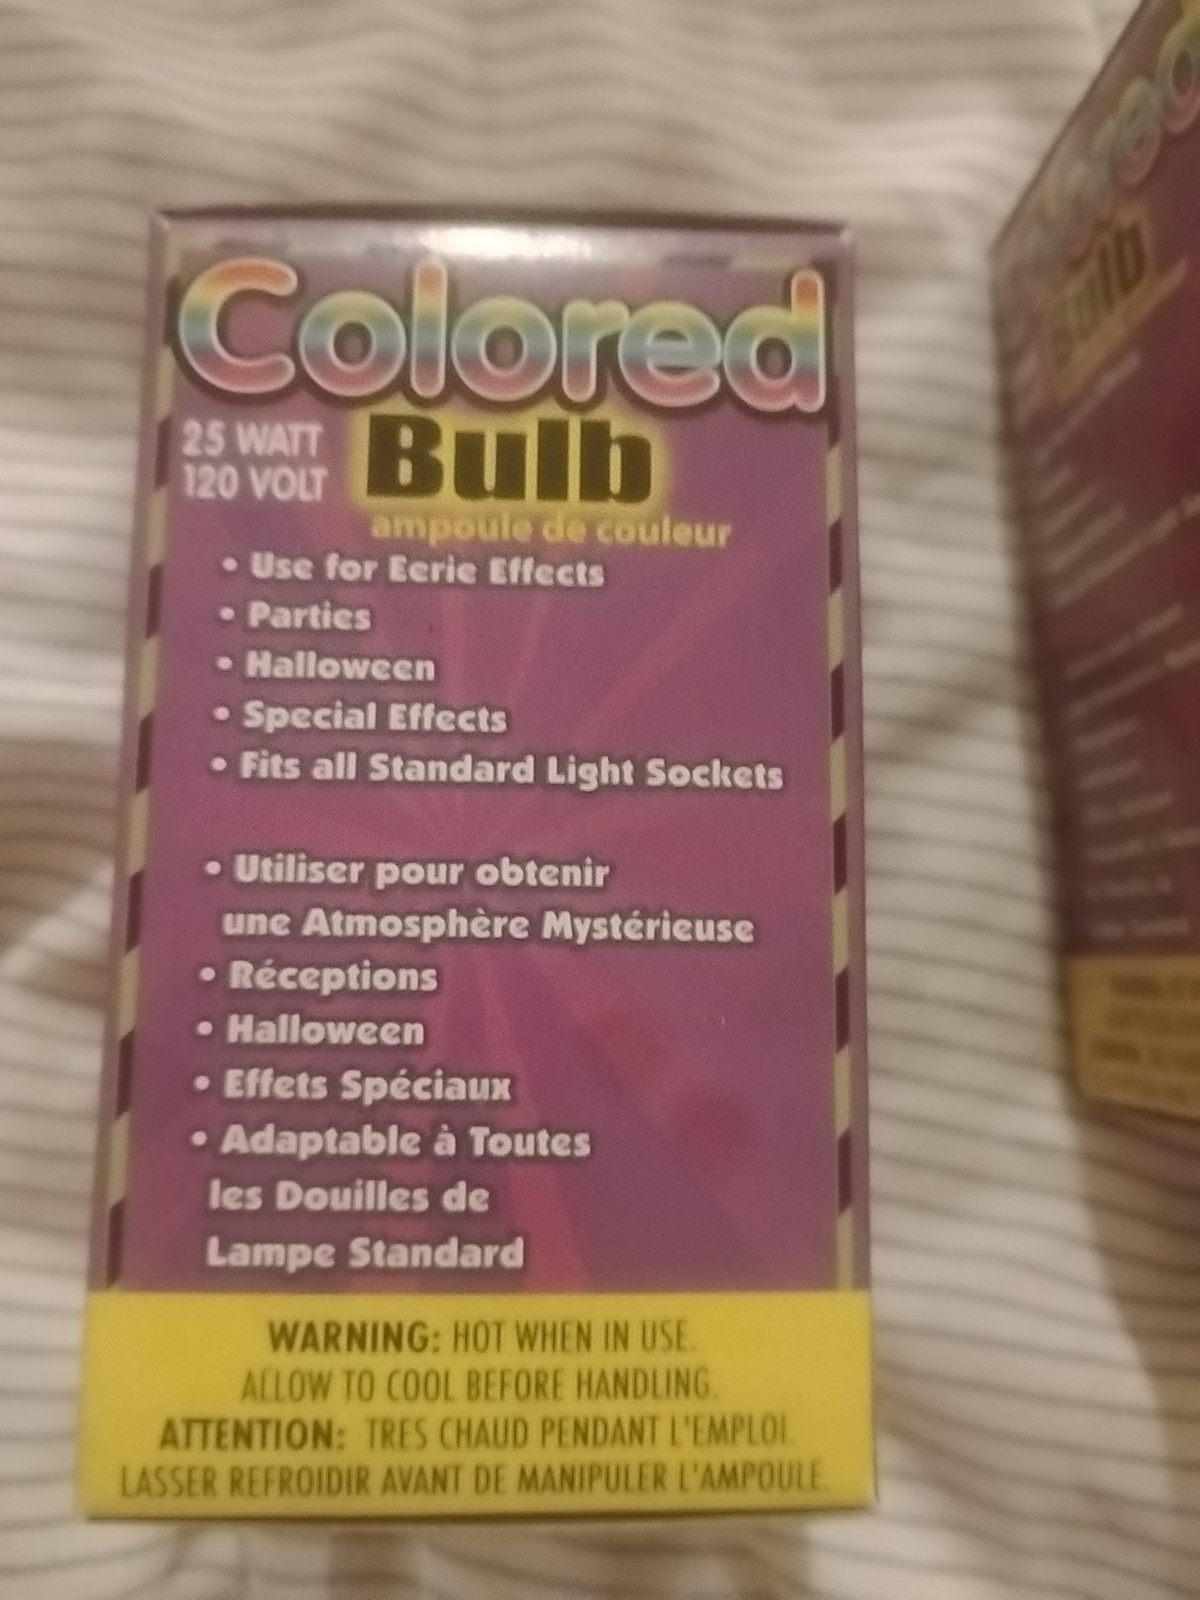 Colored
25 WATT
120 VOLT
Bulb
ampoule de couleur
• Use for Eerie Effects
• Parties
• Halloween
• Special Effects
• Fits all Standard Light Sockets
• Utiliser pour obtenir
une Atmosphère Mystérieuse
• Réceptions
• Halloween
• Effets Spéciaux
• Adaptable à Toutes
les Douilles de
Lampe Standard
WARNING: HOT WHEN IN USE.
ALLOW TO COOL BEFORE HANDLING.
ATTENTION: TRES CHAUD PENDANT L'EMPLOI.
LASSER REFROIDIR AVANT DE MANIPULER L'AMPOULE.
Bulb